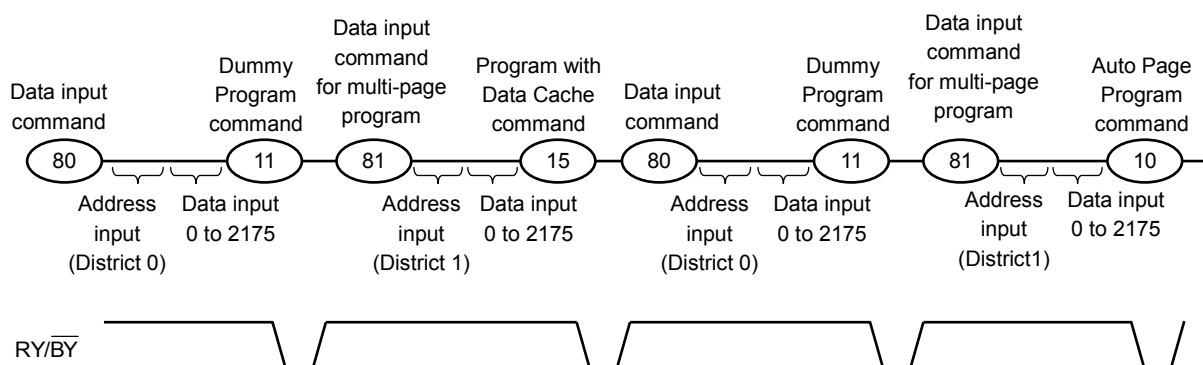 Data input
command
Dummy
Program
command
Data input
command
for multi-page
program
Program with
Data Cache
command
Data input
command
Dummy
Program
command
Data input
command
for multi-page
program
Auto Page
Program
command
80
11
81
15
80
11
81
10
Address
input
(District 0)
Data input
0 to 2175
Address
input
(District 1)
Data input
0 to 2175
Address
input
(District 0)
Data input
0 to 2175
Address
input
(District1)
Data input
0 to 2175
RY/B̅Y̅